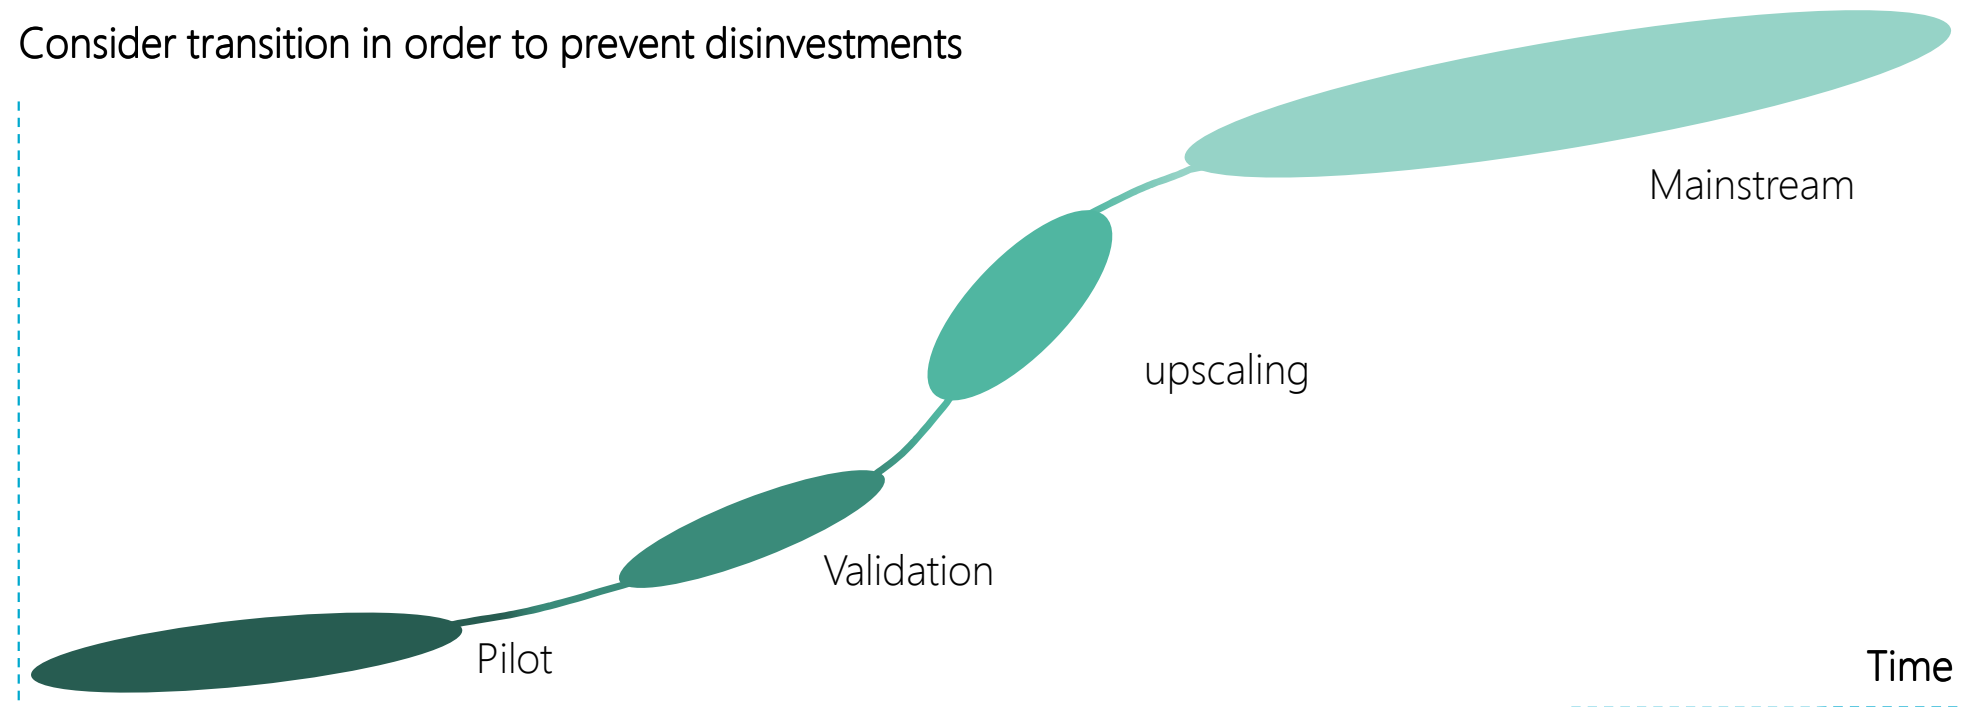 Consider transition in order to prevent disinvestments
Mainstream
upscaling
Validation
Pilot
Time